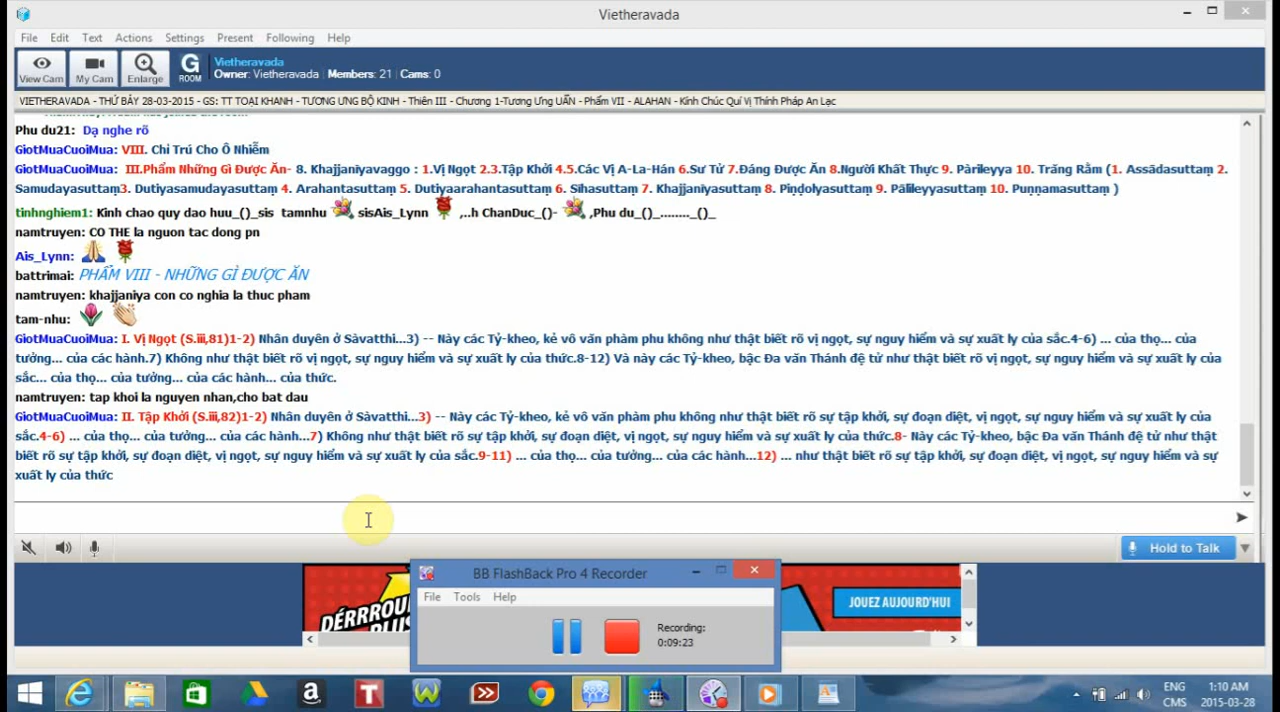 Vietheravada
File Edit Text Actions Settings Present Following Help
View Cam My Cam Enlarge G ROOM
Vietheravada
Owner: Vietheravada | Members: 21 | Cams: 0
VIETHERAVADA - THỨ BẢY 28-03-2015 - GS: TT TOẠI KHANH - TƯƠNG ƯNG BỘ KINH - Thiên III - Chương 1-Tương Ưng UẨN - Phẩm VII - ALAHAN - Kính Chúc Quí Vị Thính Pháp An Lạc
Phu du21: Dạ nghe rõ
GiotMuaCuoiMua: VIII. Chỉ Trú Cho Ô Nhiễm
GiotMuaCuoiMua: III.Phẩm Những Gì Được Ăn- 8. Khajjanīyavaggo : 1.Vị Ngọt 2.3.Tập Khởi 4.5.Các Vị A-La-Hán 6.Sư Tử 7.Đáng Được Ăn 8.Người Khất Thực 9. Pàrileyya 10. Trăng Rằm (1. Assādasuttaṃ 2.
Samudayasuttaṃ3. Dutiyasamudayasuttaṃ 4. Arahantasuttaṃ 5. Dutiyaarahantasuttaṃ 6. Sīhasuttaṃ 7. Khajjanīyasuttaṃ 8. Piṇḍolyasuttaṃ 9. Pālileyyasuttaṃ 10. Puṇṇamasuttaṃ )
tinhnghiem1: Kinh chao quy dao huu_()_sis tamnhu sisAis_Lynn ,..h ChanDuc_()- ,Phu du_()_........_()_
namtruyen: CO THE la nguon tac dong pn
Ais_Lynn:
battrimai: PHẨM VIII - NHỮNG GÌ ĐƯỢC ĂN
namtruyen: khajjaniya con co nghia la thuc pham
tam-nhu:
GiotMuaCuoiMua: I. Vị Ngọt (S.iii,81)1-2) Nhân duyên ở Sàvatthi...3) -- Này các Tỷ-kheo, kẻ vô văn phàm phu không như thật biết rõ vị ngọt, sự nguy hiểm và sự xuất ly của sắc.4-6) ... của thọ... của
tưởng... của các hành.7) Không như thật biết rõ vị ngọt, sự nguy hiểm và sự xuất ly của thức.8-12) Và này các Tỷ-kheo, bậc Đa văn Thánh đệ tử như thật biết rõ vị ngọt, sự nguy hiểm và sự xuất ly của
sắc... của thọ... của tưởng... của các hành... của thức.
namtruyen: tap khoi la nguyen nhan,cho bat dau
GiotMuaCuoiMua: II. Tập Khởi (S.iii,82)1-2) Nhân duyên ở Sàvatthi...3) -- Này các Tỷ-kheo, kẻ vô văn phàm phu không như thật biết rõ sự tập khởi, sự đoạn diệt, vị ngọt, sự nguy hiểm và sự xuất ly của
sắc.4-6) ... của thọ... của tưởng... của các hành...7) Không như thật biết rõ sự tập khởi, sự đoạn diệt, vị ngọt, sự nguy hiểm và sự xuất ly của thức.8- Này các Tỷ-kheo, bậc Đa văn Thánh đệ tử như thật
biết rõ sự tập khởi, sự đoạn diệt, vị ngọt, sự nguy hiểm và sự xuất ly của sắc.9-11) ... của thọ... của tưởng... của các hành...12) ... như thật biết rõ sự tập khởi, sự đoạn diệt, vị ngọt, sự nguy hiểm và sự
xuất ly của thức
Hold to Talk
BB FlashBack Pro 4 Recorder
File Tools Help
Recording:
0:09:23
JOUEZ AUJOURD'HUI
ENG 1:10 AM
CMS 2015-03-28